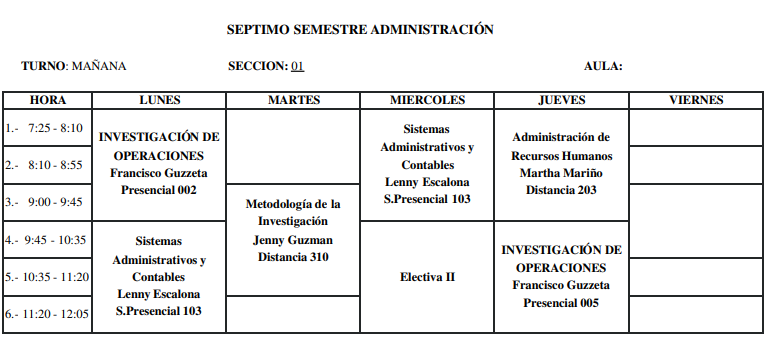 SEPTIMO SEMESTRE ADMINISTRACIÓN
TURNO: MAÑANA SECCION: 01 AULA:
HORA LUNES MARTES MIERCOLES JUEVES VIERNES
1.- 7:25 - 8:10
2.- 8:10 - 8:55
3.- 9:00 - 9:45
4.- 9:45 - 10:35
5.- 10:35 - 11:20
6.- 11:20 - 12:05
INVESTIGACIÓN DE
OPERACIONES
Francisco Guzzeta
Presencial 002
Sistemas
Administrativos y
Contables
Lenny Escalona
S.Presencial 103
Metodología de la
Investigación
Jenny Guzman
Distancia 310
Sistemas
Administrativos y
Contables
Lenny Escalona
S.Presencial 103
Electiva II
Administración de
Recursos Humanos
Martha Mariño
Distancia 203
INVESTIGACIÓN DE
OPERACIONES
Francisco Guzzeta
Presencial 005